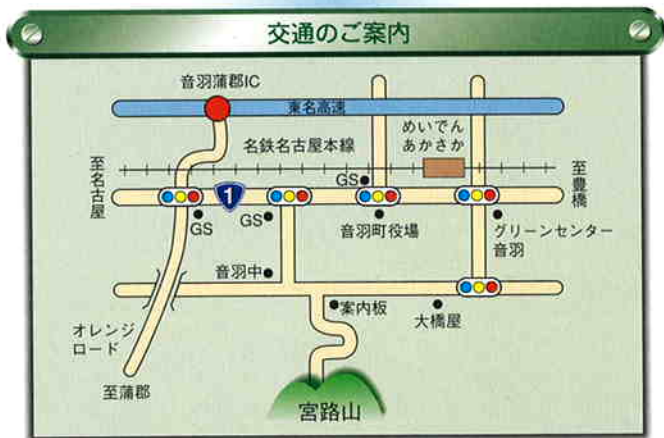 交通のご案内
音羽蒲郡IC
東名高速
名鉄名古屋本線
めいでん
あかさか
至名古屋
至豊橋
1
GS
GS
GS
音羽町役場
グリーンセンター
音羽
音羽中
案内板
大橋屋
オレンジ
ロード
至蒲郡
宮路山